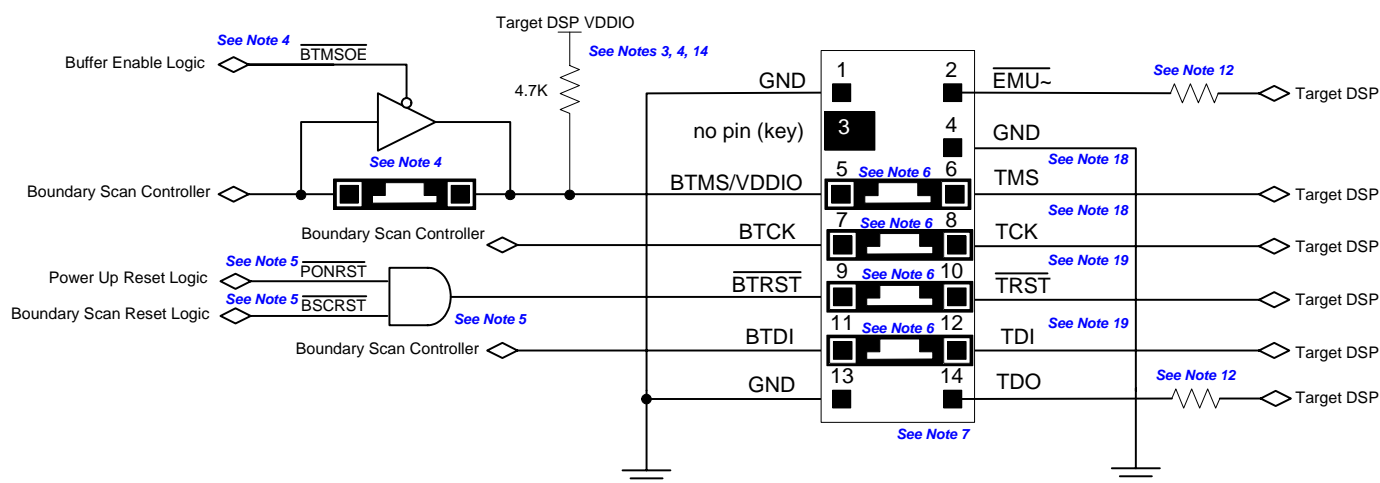 Target DSP VDDIO
See Note 4
BTMSOE
Buffer Enable Logic
See Notes 3, 4, 14
4.7K
GND
1
2
EMU~
See Note 12
Target DSP
no pin (key)
3
4
GND
See Note 4
See Note 18
Boundary Scan Controller
BTMS/VDDIO
5
See Note 6
6
TMS
Target DSP
See Note 18
Boundary Scan Controller
BTCK
7
See Note 6
8
TCK
Target DSP
See Note 19
See Note 5
Power Up Reset Logic
PONRST
See Note 5
Boundary Scan Reset Logic
BSCRST
See Note 5
BTRST
9
See Note 6
10
TRST
Target DSP
See Note 19
Boundary Scan Controller
BTDI
11
See Note 6
12
TDI
Target DSP
GND
13
14
TDO
See Note 12
Target DSP
See Note 7